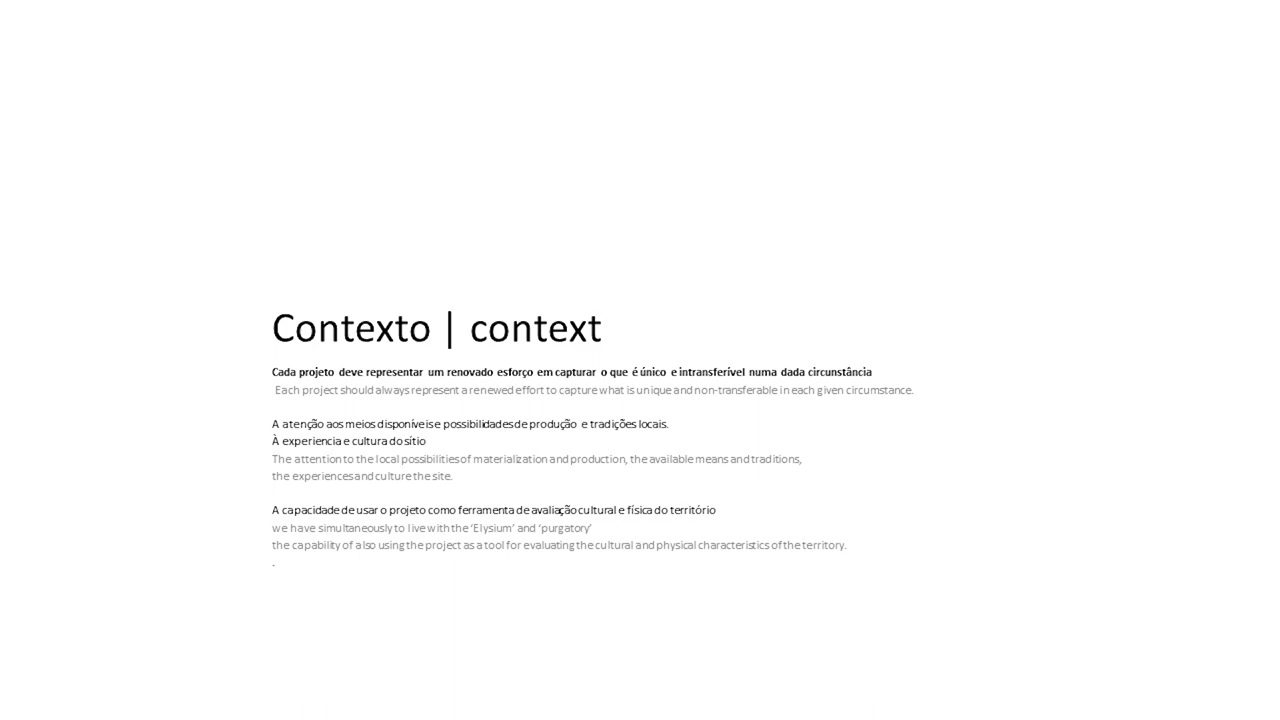 Contexto | context
Cada projeto deve representar um renovado esforço em capturar o que é único e intransferível numa dada circunstância
Each project should always represent a renewed effort to capture what is unique and non-transferable in each given circumstance.
A atenção aos meios disponíveis e possibilidades de produção e tradições locais.
À experiencia e cultura do sítio
The attention to the local possibilities of materialization and production, the available means and traditions,
the experiences and culture the site.
A capacidade de usar o projeto como ferramenta de avaliação cultural e física do território
we have simultaneously to live with the ‘Elysium’ and ‘purgatory’
the capability of also using the project as a tool for evaluating the cultural and physical characteristics of the territory.
.